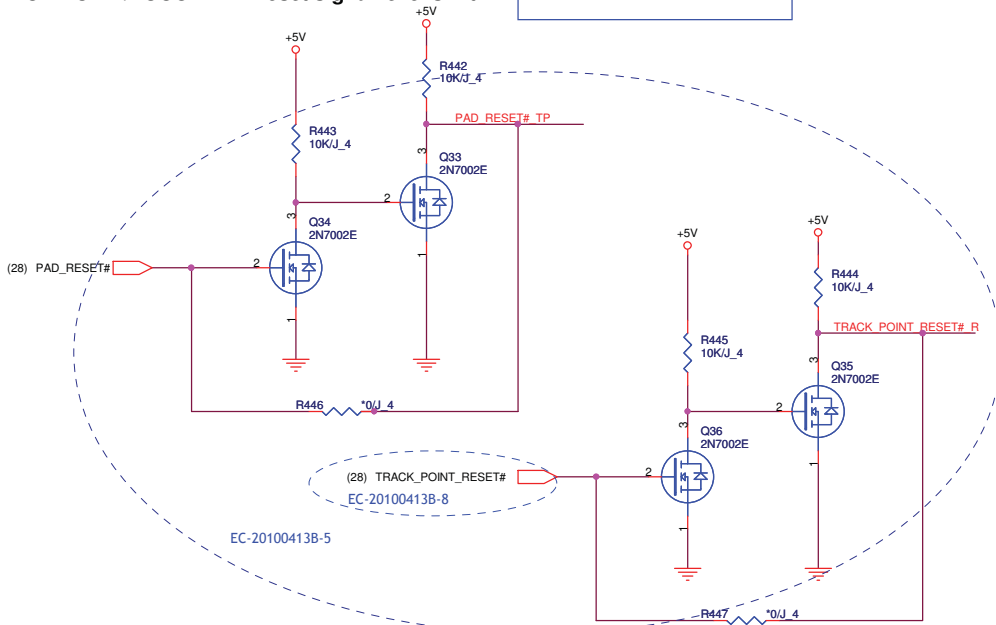 +5V
+5V
R442
10K/J_4
R443
10K/J_4
PAD_RESET#_TP
3
Q33
2N7002E
2
3
Q34
2N7002E
1
(28) PAD_RESET#
2
1
+5V
+5V
R444
10K/J_4
TRACK_POINT_RESET#_R
R445
10K/J_4
3
Q35
2N7002E
2
R446
*0/J_4
3
Q36
2N7002E
1
(28) TRACK_POINT_RESET#
2
EC-20100413B-8
1
EC-20100413B-5
R447
*0/J_4